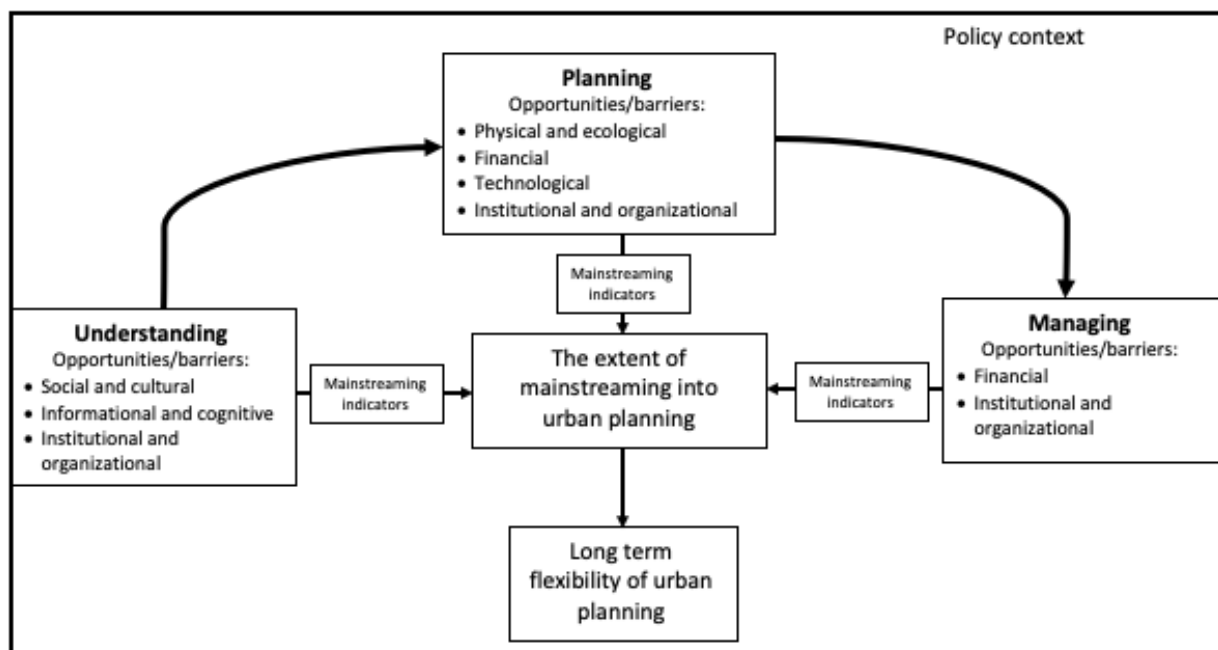 Policy context
Planning
Opportunities/barriers:
• Physical and ecological
• Financial
• Technological
• Institutional and organizational
Mainstreaming
indicators
Understanding
Opportunities/barriers:
• Social and cultural
• Informational and cognitive
• Institutional and
organizational
Mainstreaming
indicators
The extent of
mainstreaming into
urban planning
Mainstreaming
indicators
Managing
Opportunities/barriers:
• Financial
• Institutional and
organizational
Long term
flexibility of urban
planning